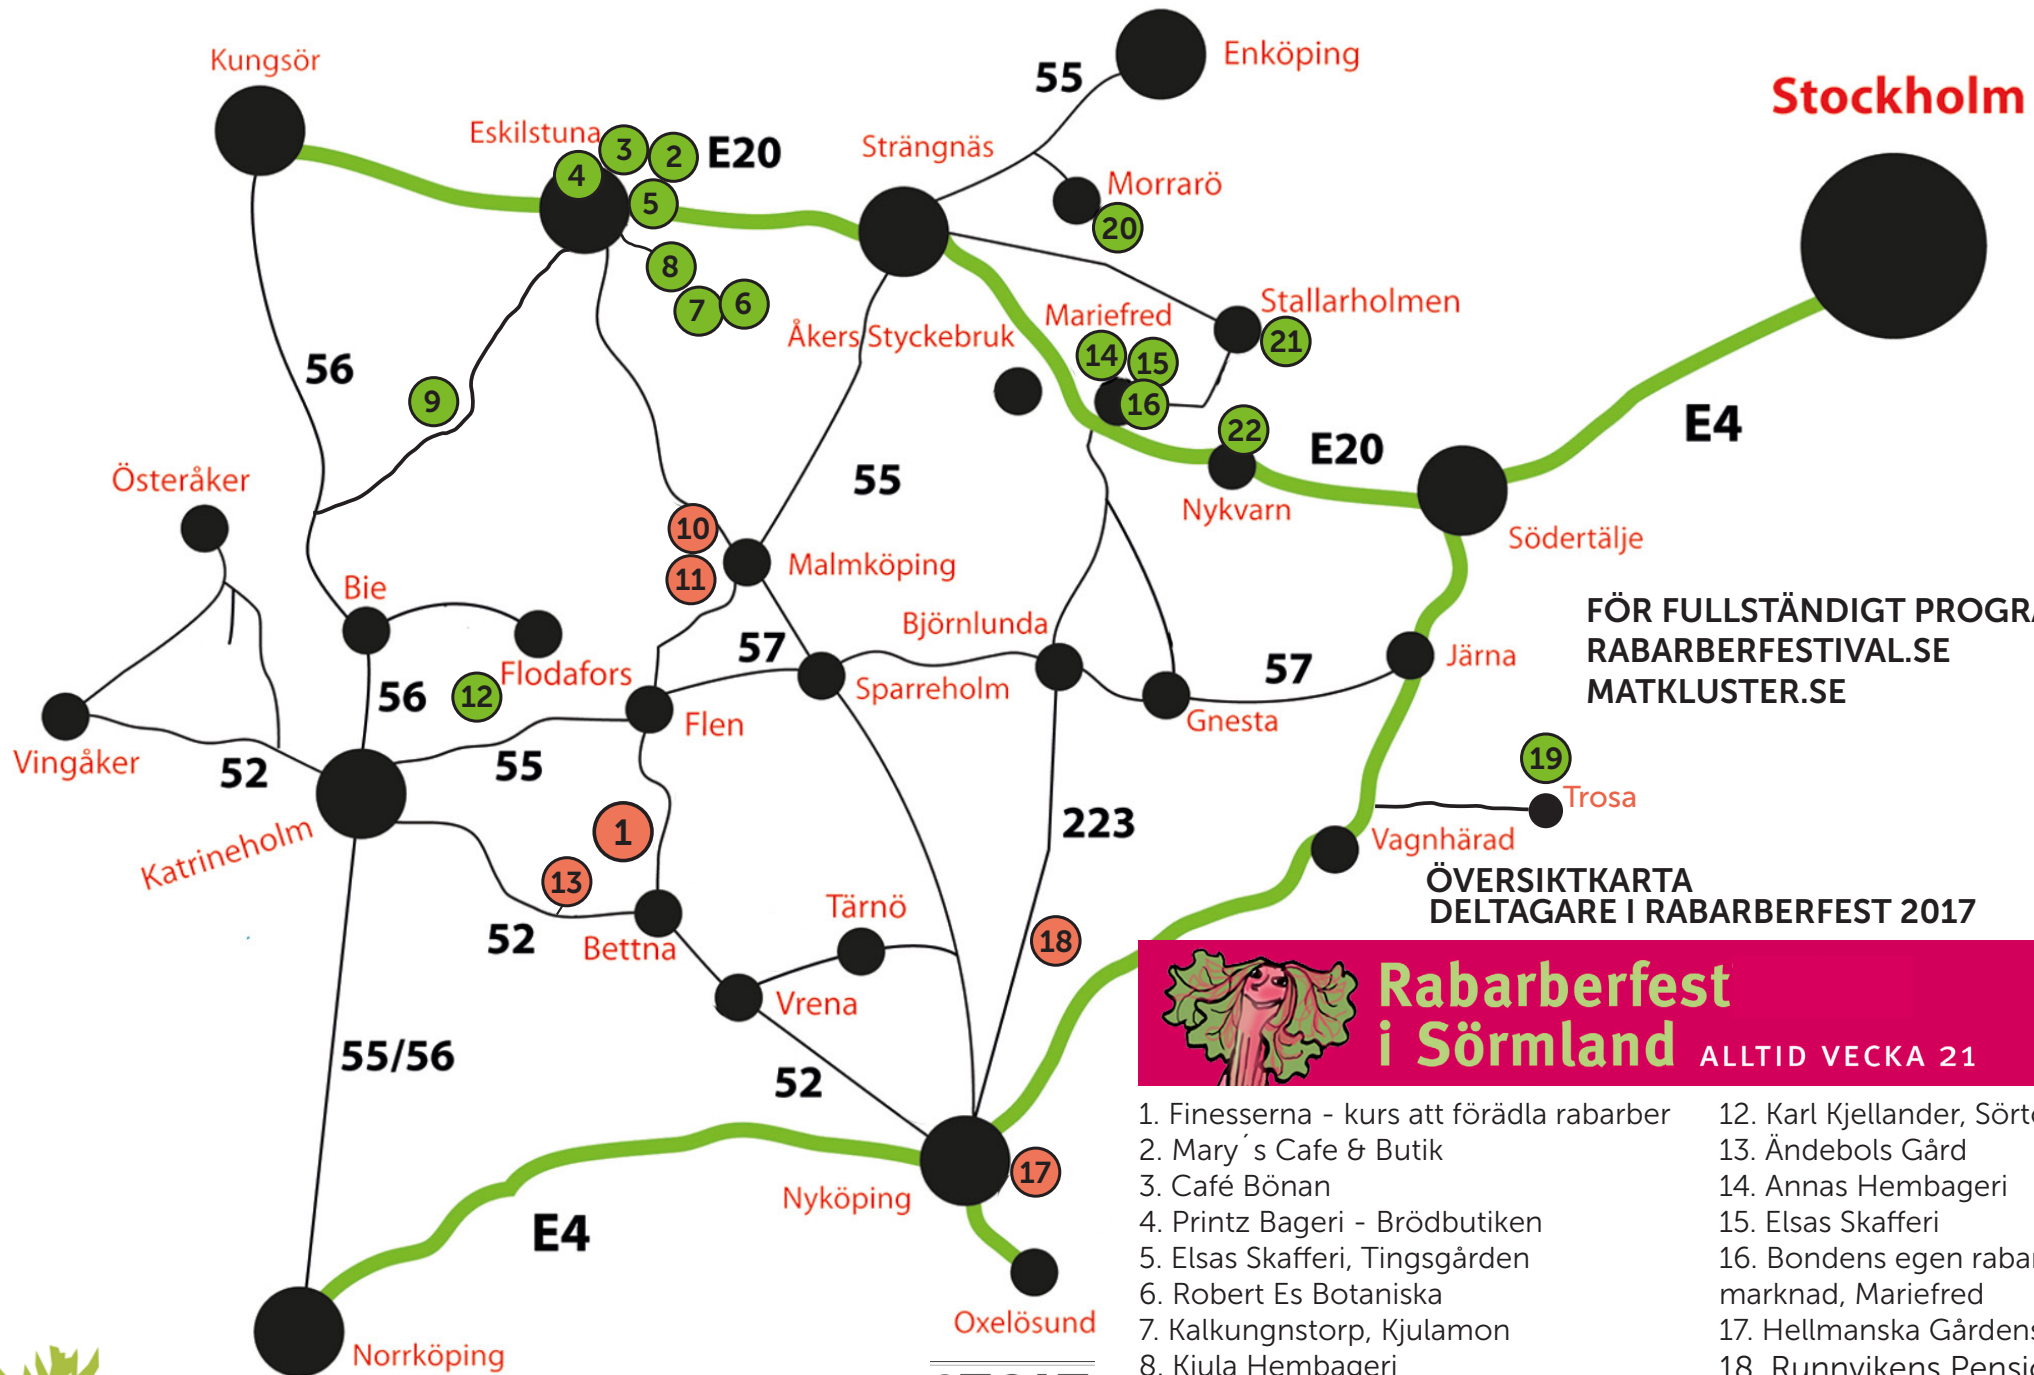 Kungsör
Eskilstuna
3
2
4
5
E20
8
7
6
Strängnäs
55
Enköping
Morrarö
20
Stockholm
56
9
Åkers Styckebruk
Mariefred
14
15
16
Stallarholmen
21
22
E20
E4
Nykvarn
Södertälje
Österåker
55
10
11
Malmköping
Bie
Flodafors
56
12
57
Björnlunda
Sparreholm
Gnesta
57
Järna
FÖR FULLSTÄNDIGT
RABARBERFESTIVAL.SE
MATKLUSTER.SE
Vingåker
52
Flen
55
Katrineholm
1
13
52
Bettna
Tärnö
Vrena
223
18
19
Trosa
Vagnhärad
ÖVERSIKTKARTA
DELTAGARE I RABARBERFEST 2017
Rabarberfest
i Sörmland ALLTID VECKA 21
55/56
52
Nyköping
17
E4
Norrköping
Oxelösund
1. Finesserna - kurs att förädla rabarber
2. Mary´s Cafe & Butik
3. Café Bönan
4. Printz Bageri - Brödbutiken
5. Elsas Skafferi, Tingsgården
6. Robert Es Botaniska
7. Kalkungnstorp, Kjulamon
8. Kjula Hembageri
12. Karl Kjellander,
13. Ändebols Gård
14. Annas Hembageri
15. Elsas Skafferi
16. Bondens egen
marknad, Mariefred
17. Hellmanska
18. Runnvikens